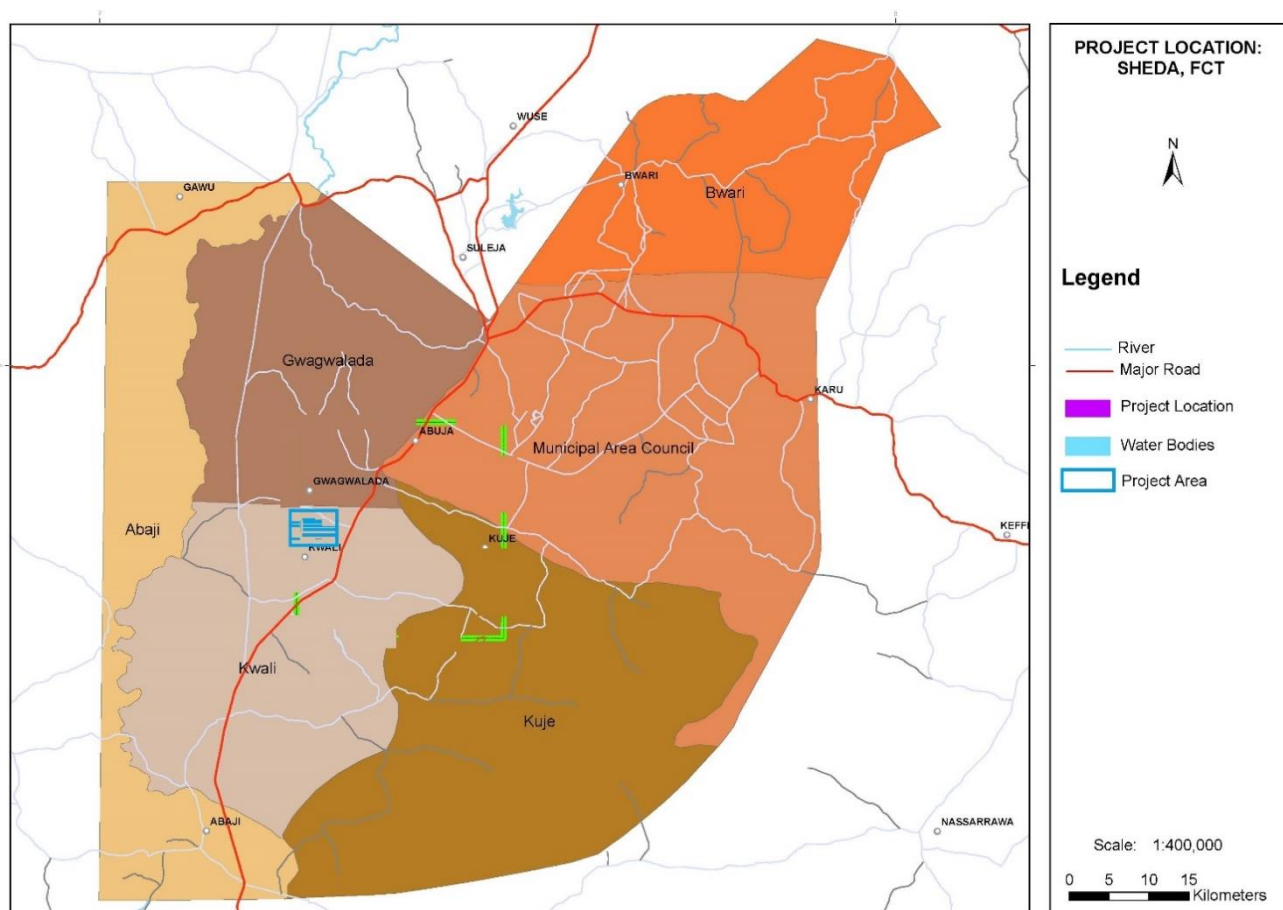 7
8
PROJECT LOCATION:
SHEDA, FCT
N
WUSE
GAWU
BWARI
Bwari
SULEJA
Gwagwalada
KARU
ABUJA
Municipal Area Council
GWAGWALADA
Abaji
KWALI
KUJE
KEFFI
Kwali
Kuje
ABAJI
NASSARRAWA
Legend
River
Major Road
Project Location
Water Bodies
Project Area
Scale: 1:400,000
0 5 10 15
Kilometers